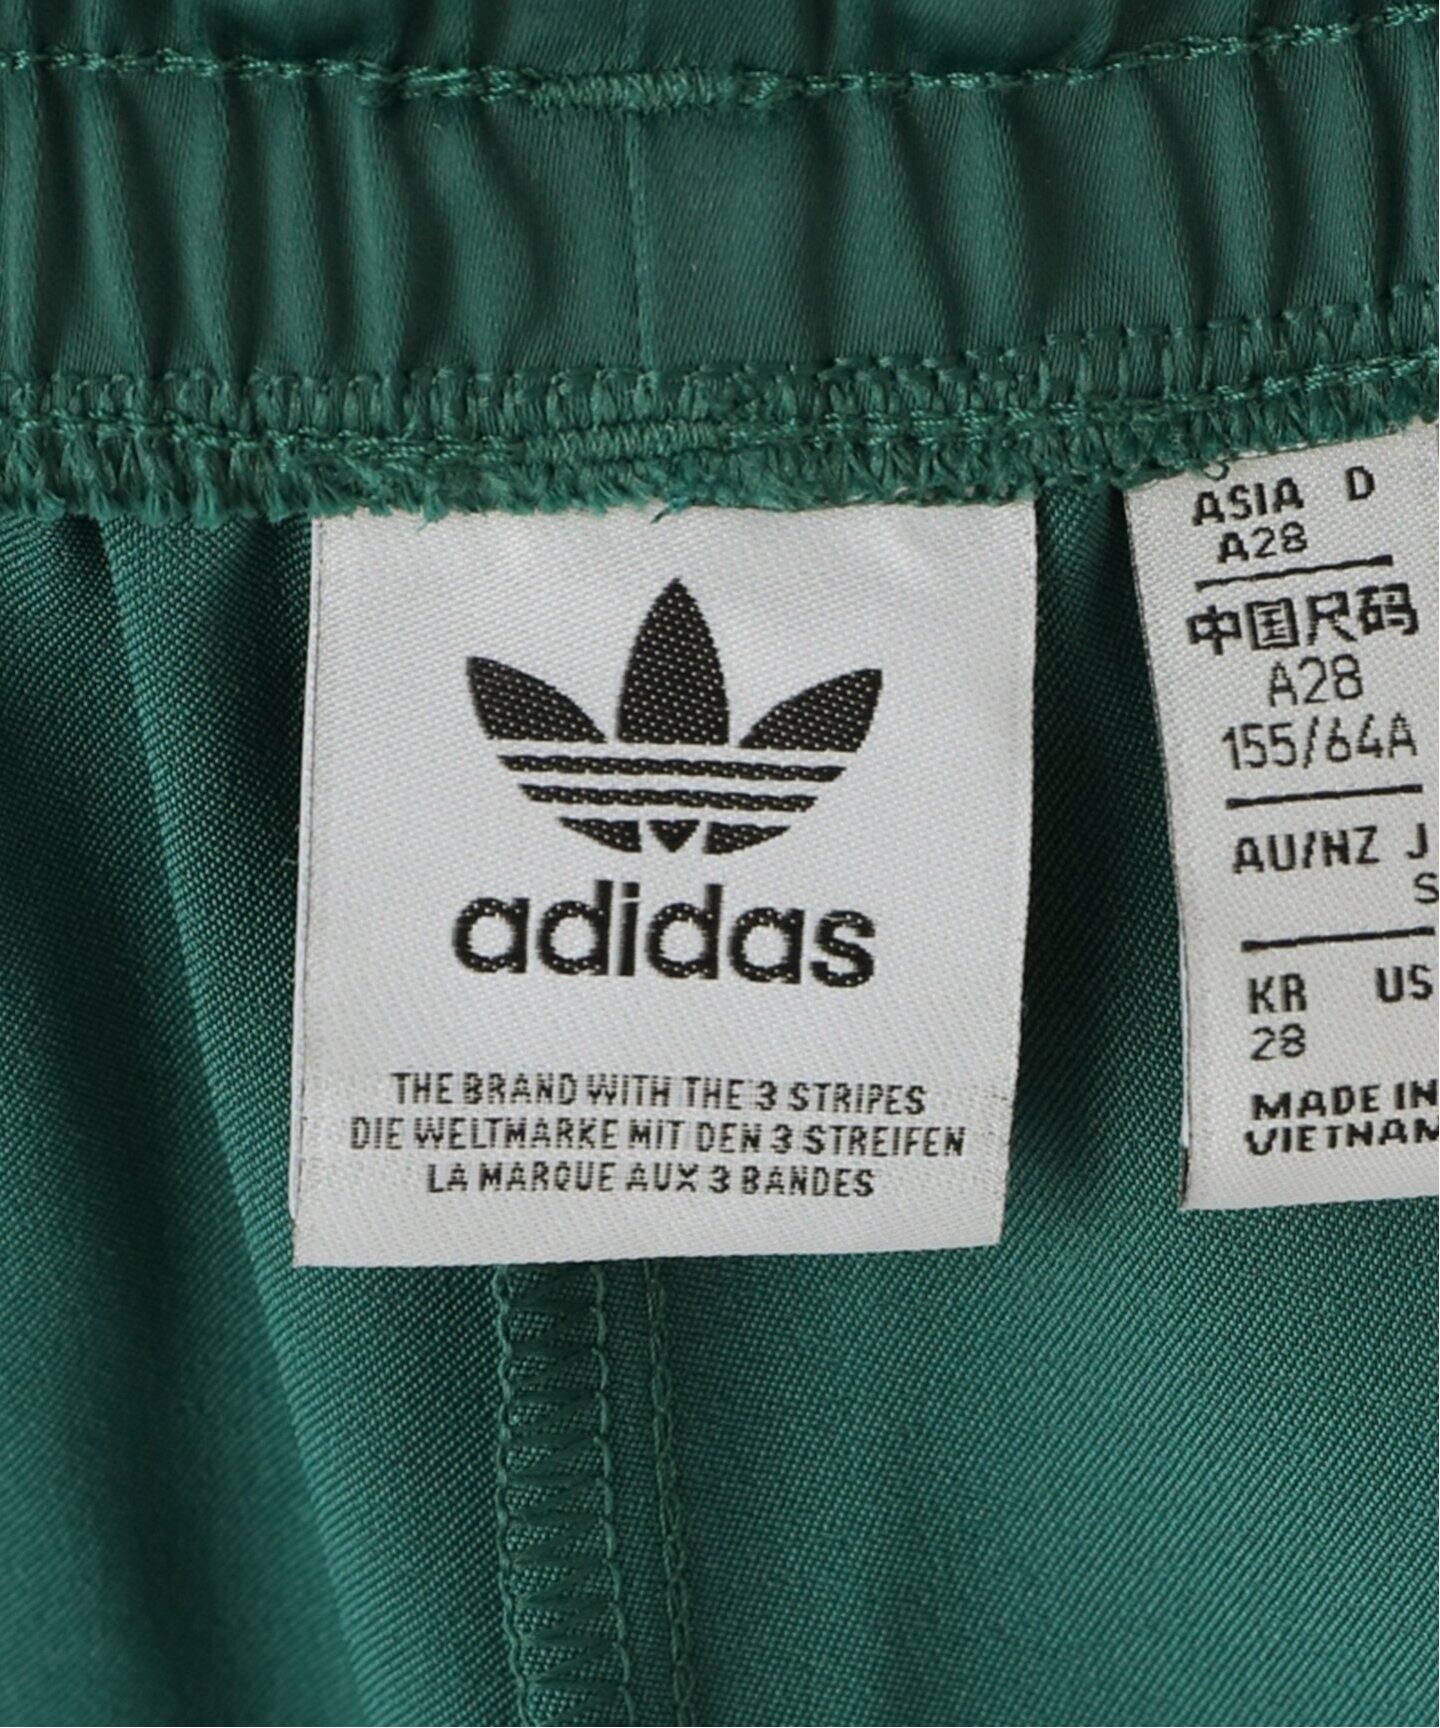 adidas
THE BRAND WITH THE 3 STRIPES
DIE WELTMARKE MIT DEN 3 STREIFEN
LA MARQUE AUX 3 BANDES
ASIA D
A28
中国尺码
A28
155/64A
AU/NZ J
S
KR US
28
MADE IN
VIETNAM